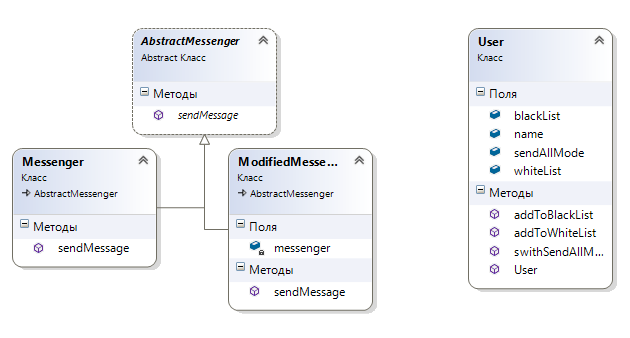 AbstractMessenger
Abstract Класс
Методы
sendMessage
Messenger
Класс
AbstractMessenger
Методы
sendMessage
ModifiedMesse...
Класс
AbstractMessenger
Поля
messenger
Методы
sendMessage
User
Класс
Поля
blackList
name
sendAllMode
whiteList
Методы
addToBlackList
addToWhiteList
swithSendAllM...
User